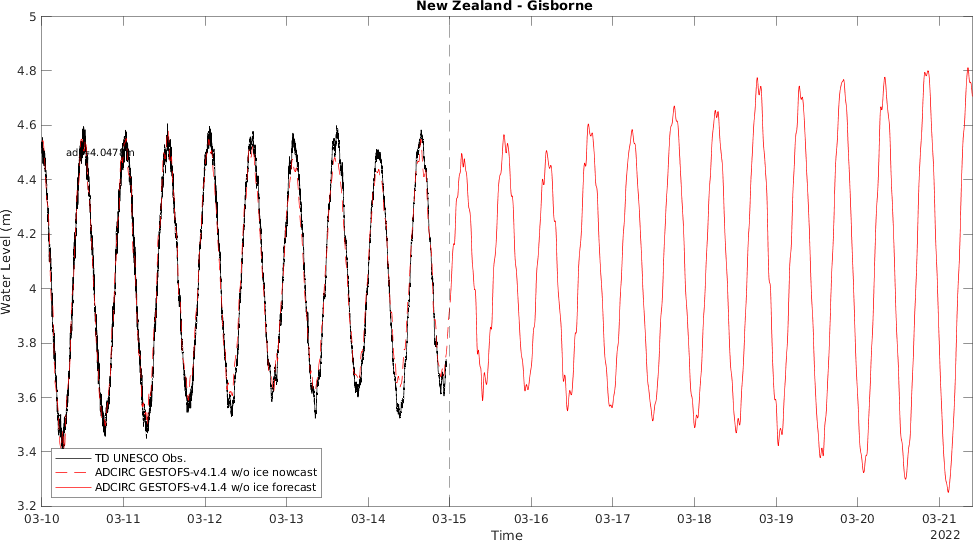 New Zealand - Gisborne
Water Level (m)
5
4.8
4.6
4.4
4.2
4
3.8
3.6
3.4
3.2
TD UNESCO Obs.
ADCIRC GESTOFS-v4.1.4 w/o ice nowcast
ADCIRC GESTOFS-v4.1.4 w/o ice forecast
03-10 03-11 03-12 03-13 03-14 03-15 03-16 03-17 03-18 03-19 03-20 03-21
Time
2022